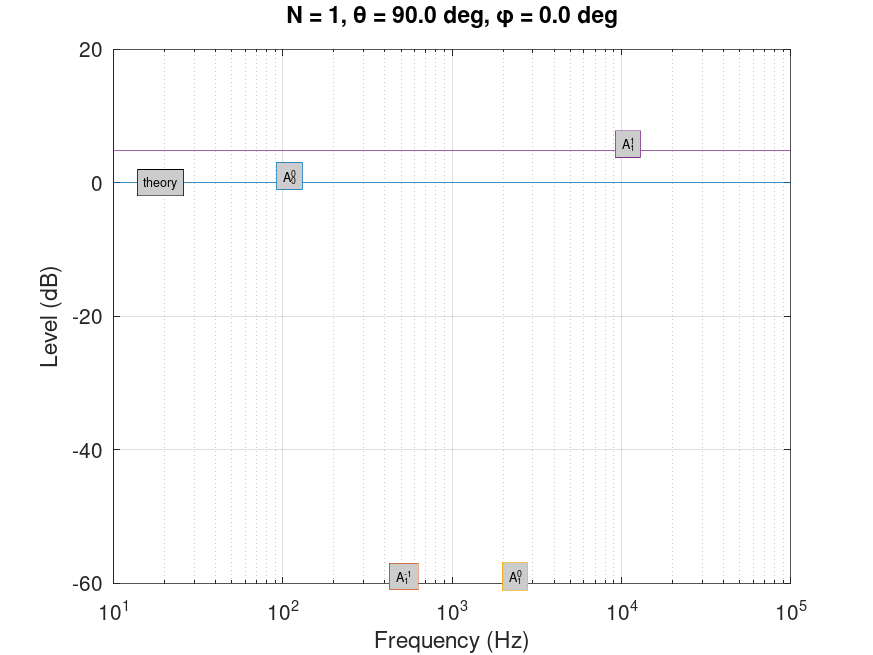 N = 1, θ = 90.0 deg, φ = 0.0 deg
20
0
-20
-40
-60
Level (dB)
theory
A₀⁰
A₁¹
A₁⁻¹
A₁⁰
10¹
10²
10³
10⁴
10⁵
Frequency (Hz)